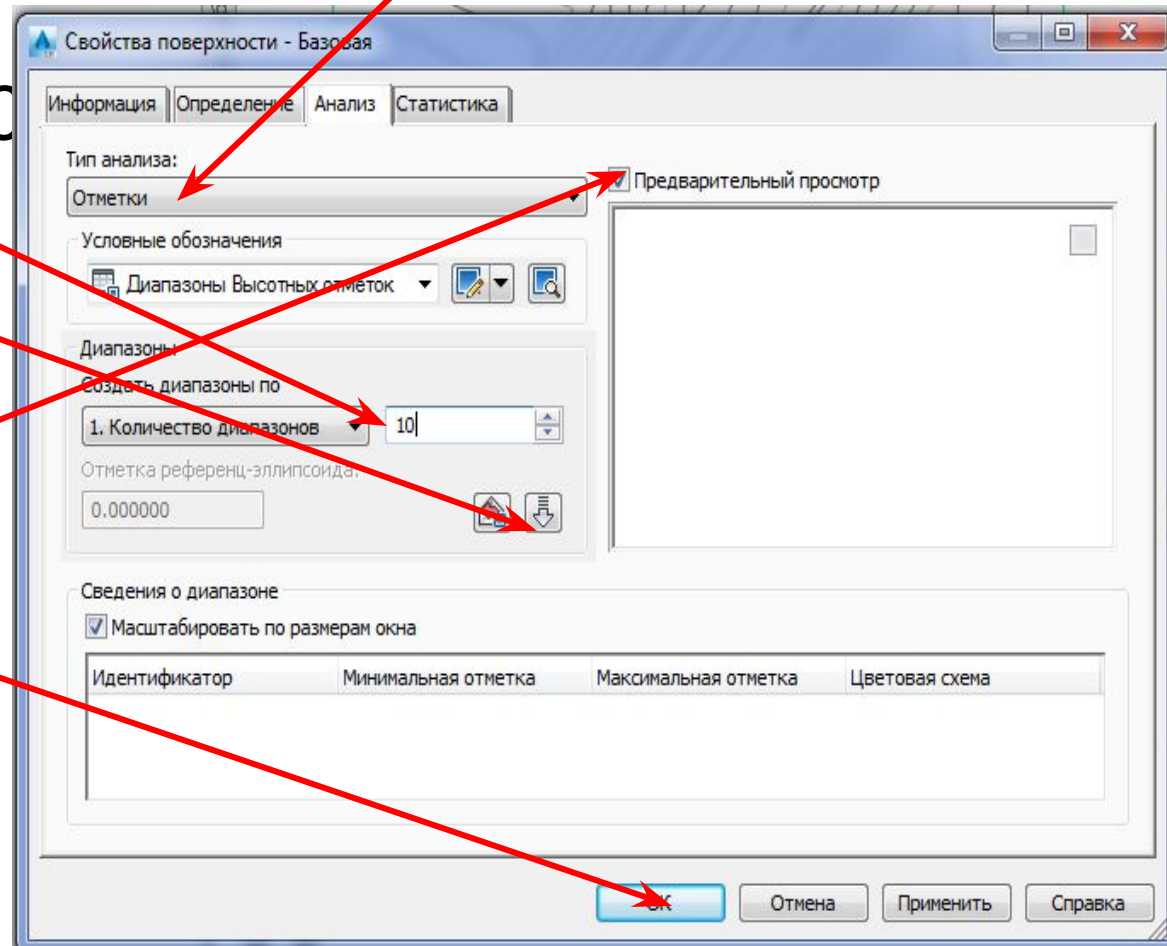 Свойства поверхности - Базовая
Информация Определение Анализ Статистика
Тип анализа:
Отметки
Предварительный просмотр
Условные обозначения
Диапазоны Высотных отметок
Диапазоны
Создать диапазоны по
1. Количество диапазонов 10
Отметка референц-эллипсоида:
0.000000
Сведения о диапазоне
Масштабировать по размерам окна
Идентификатор Минимальная отметка Максимальная отметка Цветовая схема
OK Отмена Применить Справка